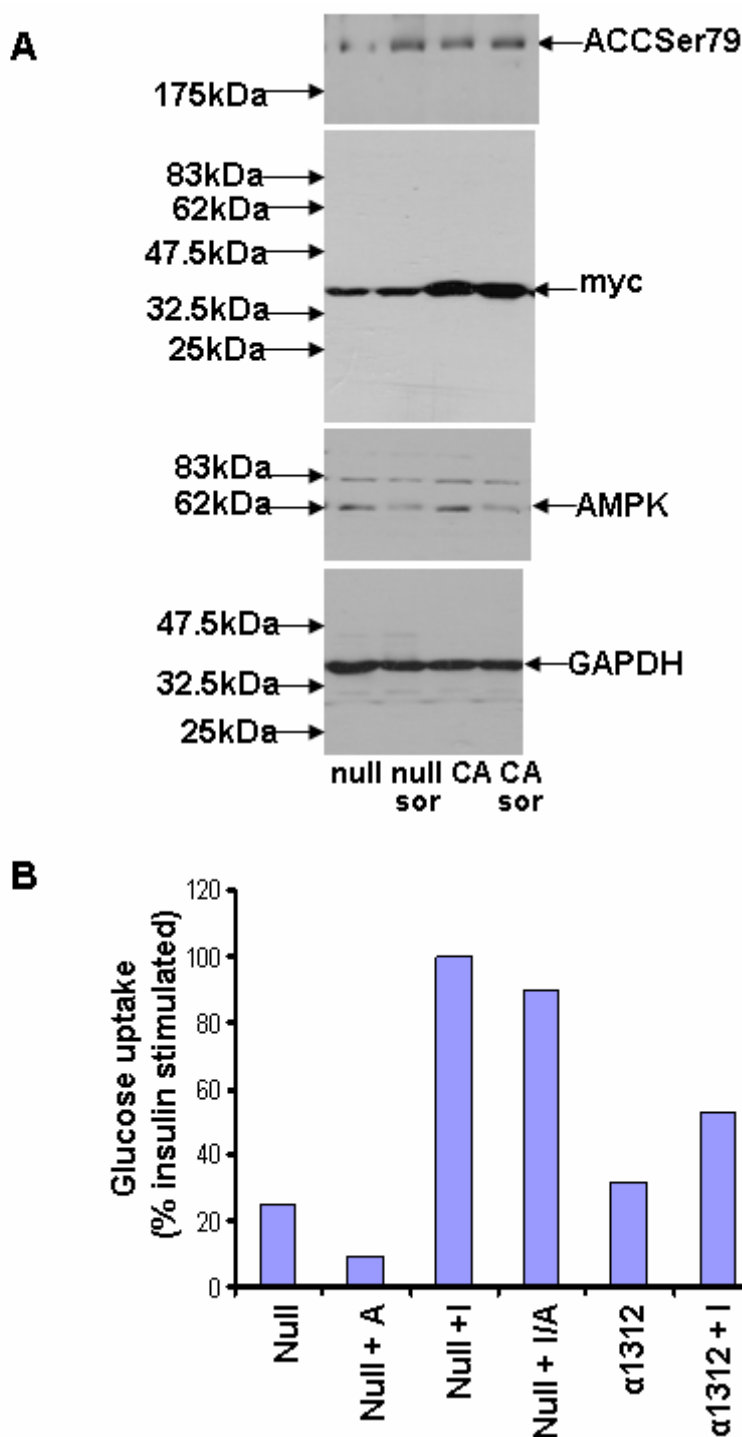 A
ACCSer79
175kDa
83kDa
62kDa
47.5kDa
myc
32.5kDa
25kDa
83kDa
62kDa
AMPK
47.5kDa
GAPDH
32.5kDa
25kDa
null null CA CA
sor sor
B
Glucose uptake
(% insulin stimulated)
120
100
80
60
40
20
0
Null
Null + A
Null +I
Null + I/A
α1312
α1312 + I